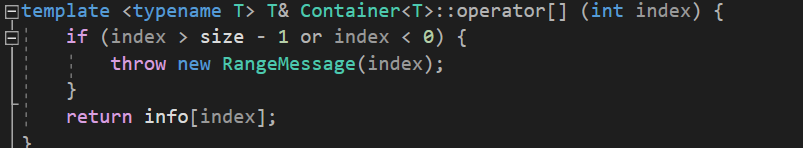 template <typename T> T& Container<T>::operator[] (int index) {
    if (index > size - 1 or index < 0) {
        throw new RangeMessage(index);
    }
    return info[index];
}